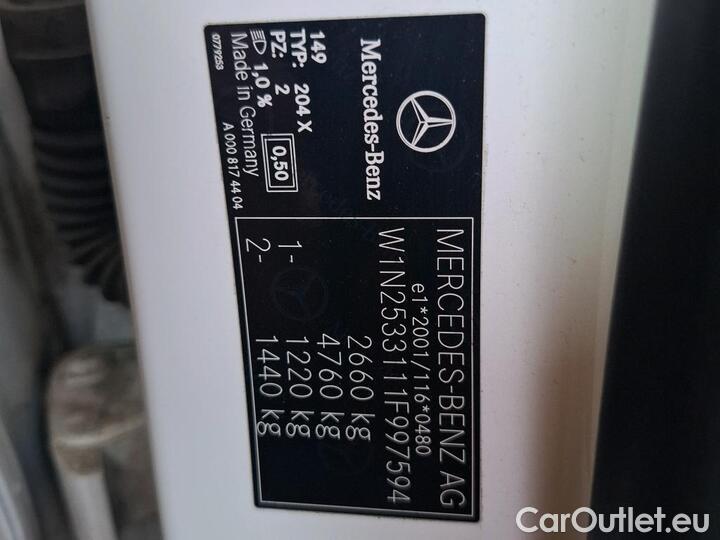 Mercedes-Benz
149
TYP: 204 X
PZ: 2 0,50
1,0 %
Made in Germany A 000 817 44 04
0779253
MERCEDES-BENZ AG
e1*2001/116*0480
W1N2533111F997594
2660 kg
4760 kg
1- 1220 kg
2- 1440 kg
CarOutlet.eu